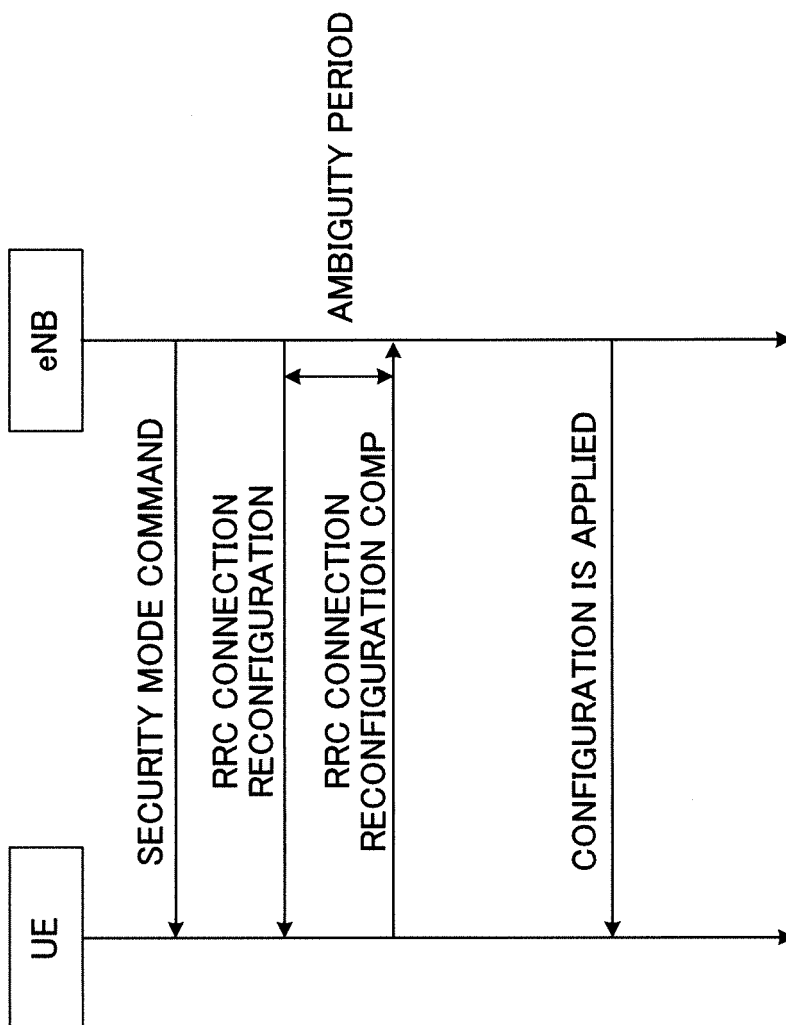 UE
eNB
SECURITY MODE COMMAND
RRC CONNECTION
RECONFIGURATION
AMBIGUITY PERIOD
RRC CONNECTION
RECONFIGURATION COMP
CONFIGURATION IS APPLIED